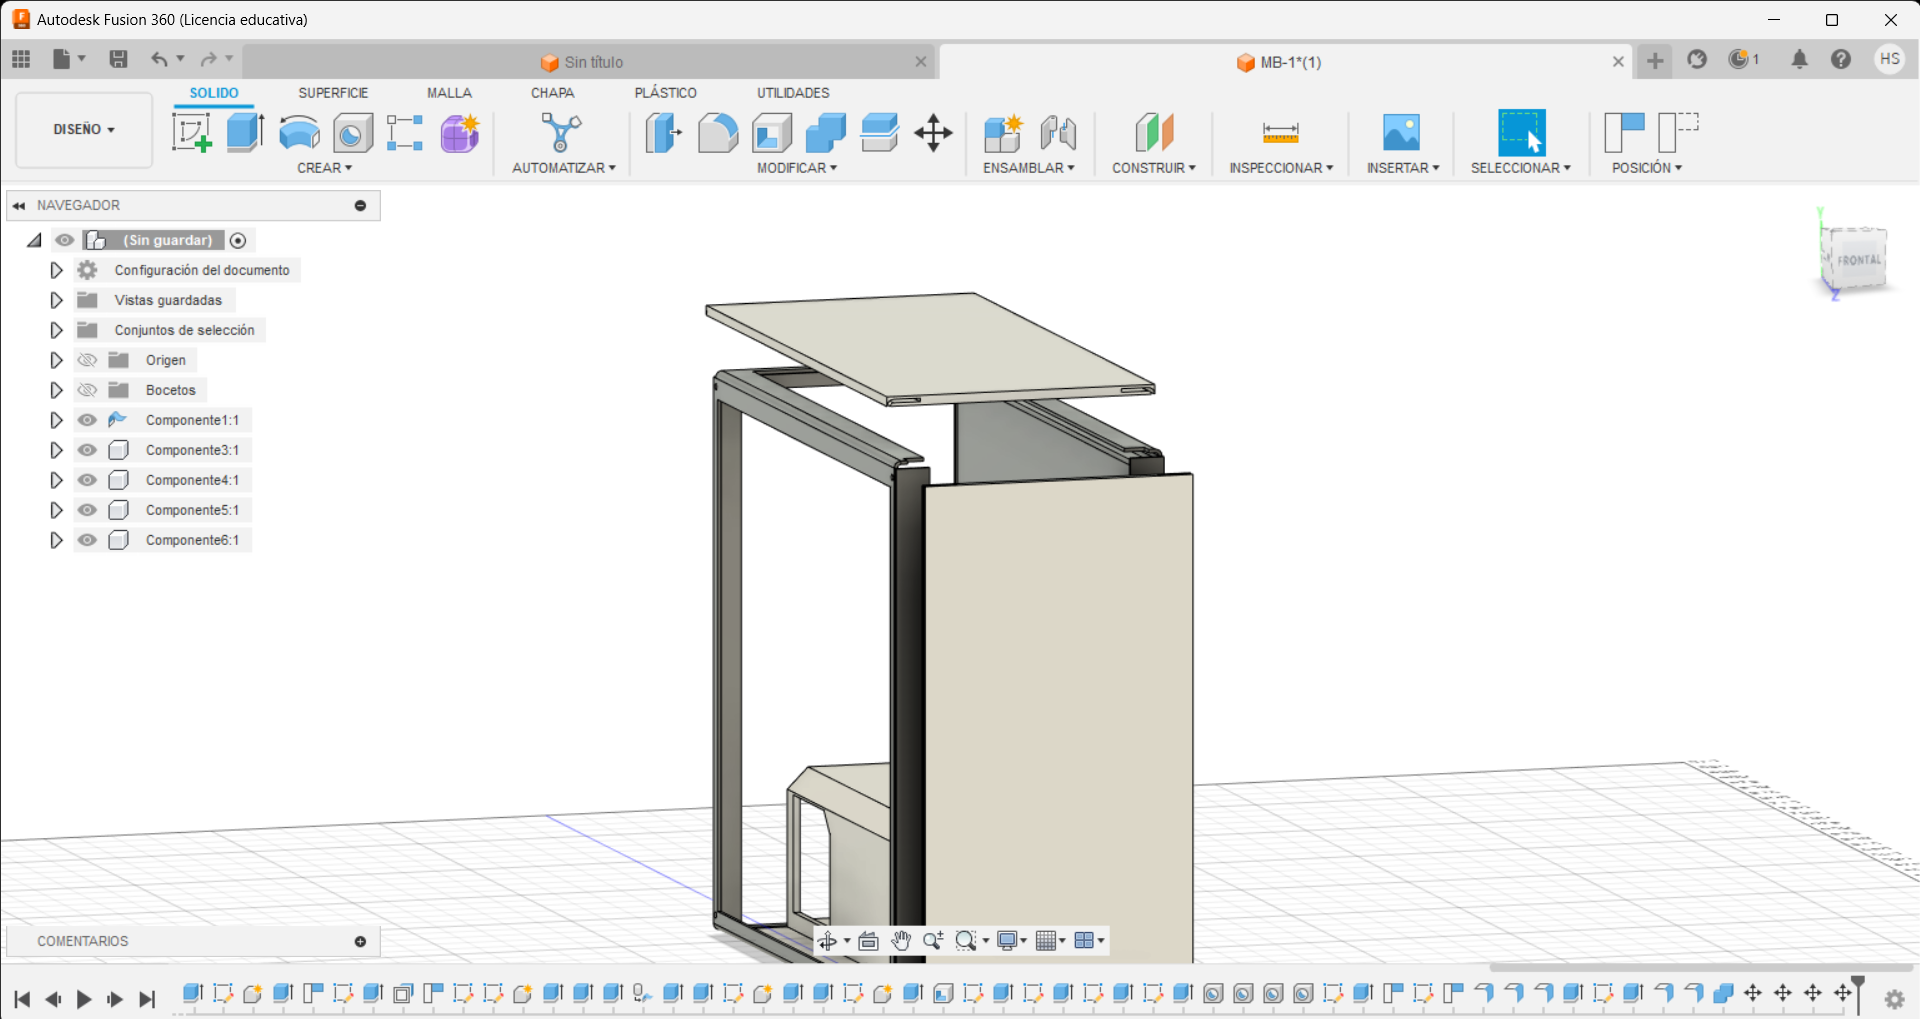 Autodesk Fusion 360 (Licencia educativa)
Sin título
MB-1*(1)
1
HS
DISEÑO
SOLIDO
SUPERFICIE
MALLA
CHAPA
PLÁSTICO
UTILIDADES
CREAR
AUTOMATIZAR
MODIFICAR
ENSAMBLAR
CONSTRUIR
INSPECCIONAR
INSERTAR
SELECCIONAR
POSICIÓN
NAVEGADOR
(Sin guardar)
Configuración del documento
Vistas guardadas
Conjuntos de selección
Origen
Bocetos
Componente1:1
Componente3:1
Componente4:1
Componente5:1
Componente6:1
Y
FRONTAL
Z
COMENTARIOS